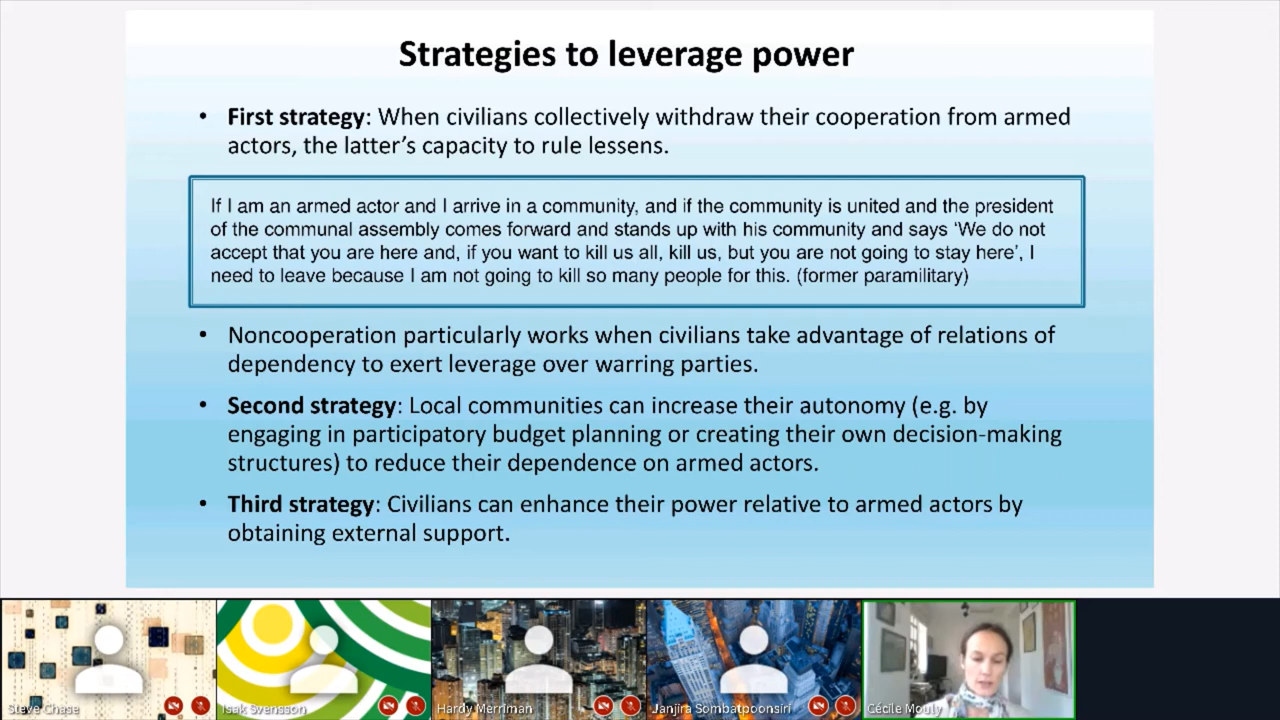 Strategies to leverage power
• First strategy: When civilians collectively withdraw their cooperation from armed
actors, the latter’s capacity to rule lessens.
If I am an armed actor and I arrive in a community, and if the community is united and the president
of the communal assembly comes forward and stands up with his community and says ‘We do not
accept that you are here and, if you want to kill us all, kill us, but you are not going to stay here’, I
need to leave because I am not going to kill so many people for this. (former paramilitary)
• Noncooperation particularly works when civilians take advantage of relations of
dependency to exert leverage over warring parties.
• Second strategy: Local communities can increase their autonomy (e.g. by
engaging in participatory budget planning or creating their own decision-making
structures) to reduce their dependence on armed actors.
• Third strategy: Civilians can enhance their power relative to armed actors by
obtaining external support.
Steve Chase
Isak Svensson
Hardy Merriman
Janjira Sombatpoonsiri
Cécile Mouly